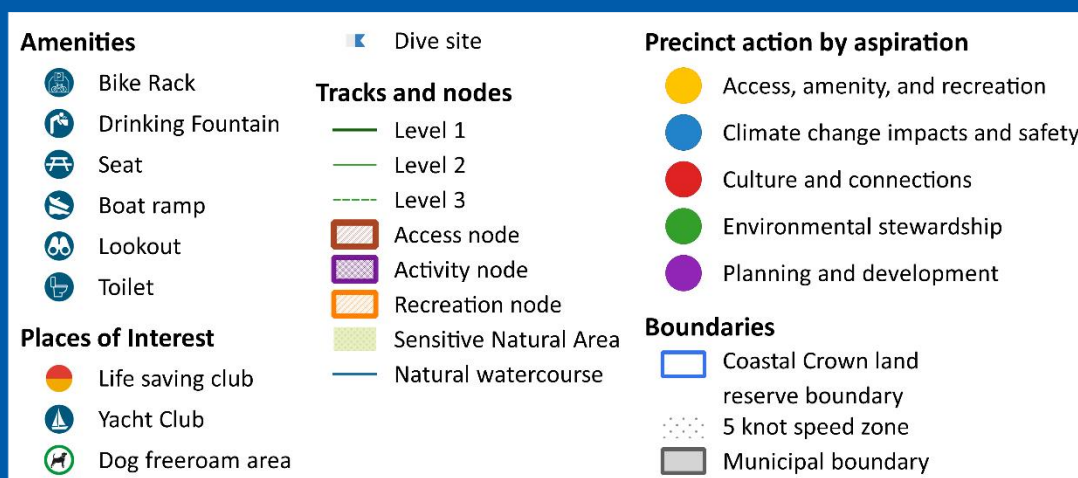 Amenities
Bike Rack
Drinking Fountain
Seat
Boat ramp
Lookout
Toilet
Places of Interest
Life saving club
Yacht Club
Dog freeroam area
Dive site
Tracks and nodes
Level 1
Level 2
Level 3
Access node
Activity node
Recreation node
Sensitive Natural Area
Natural watercourse
Precinct action by aspiration
Access, amenity, and recreation
Climate change impacts and safety
Culture and connections
Environmental stewardship
Planning and development
Boundaries
Coastal Crown land
reserve boundary
5 knot speed zone
Municipal boundary